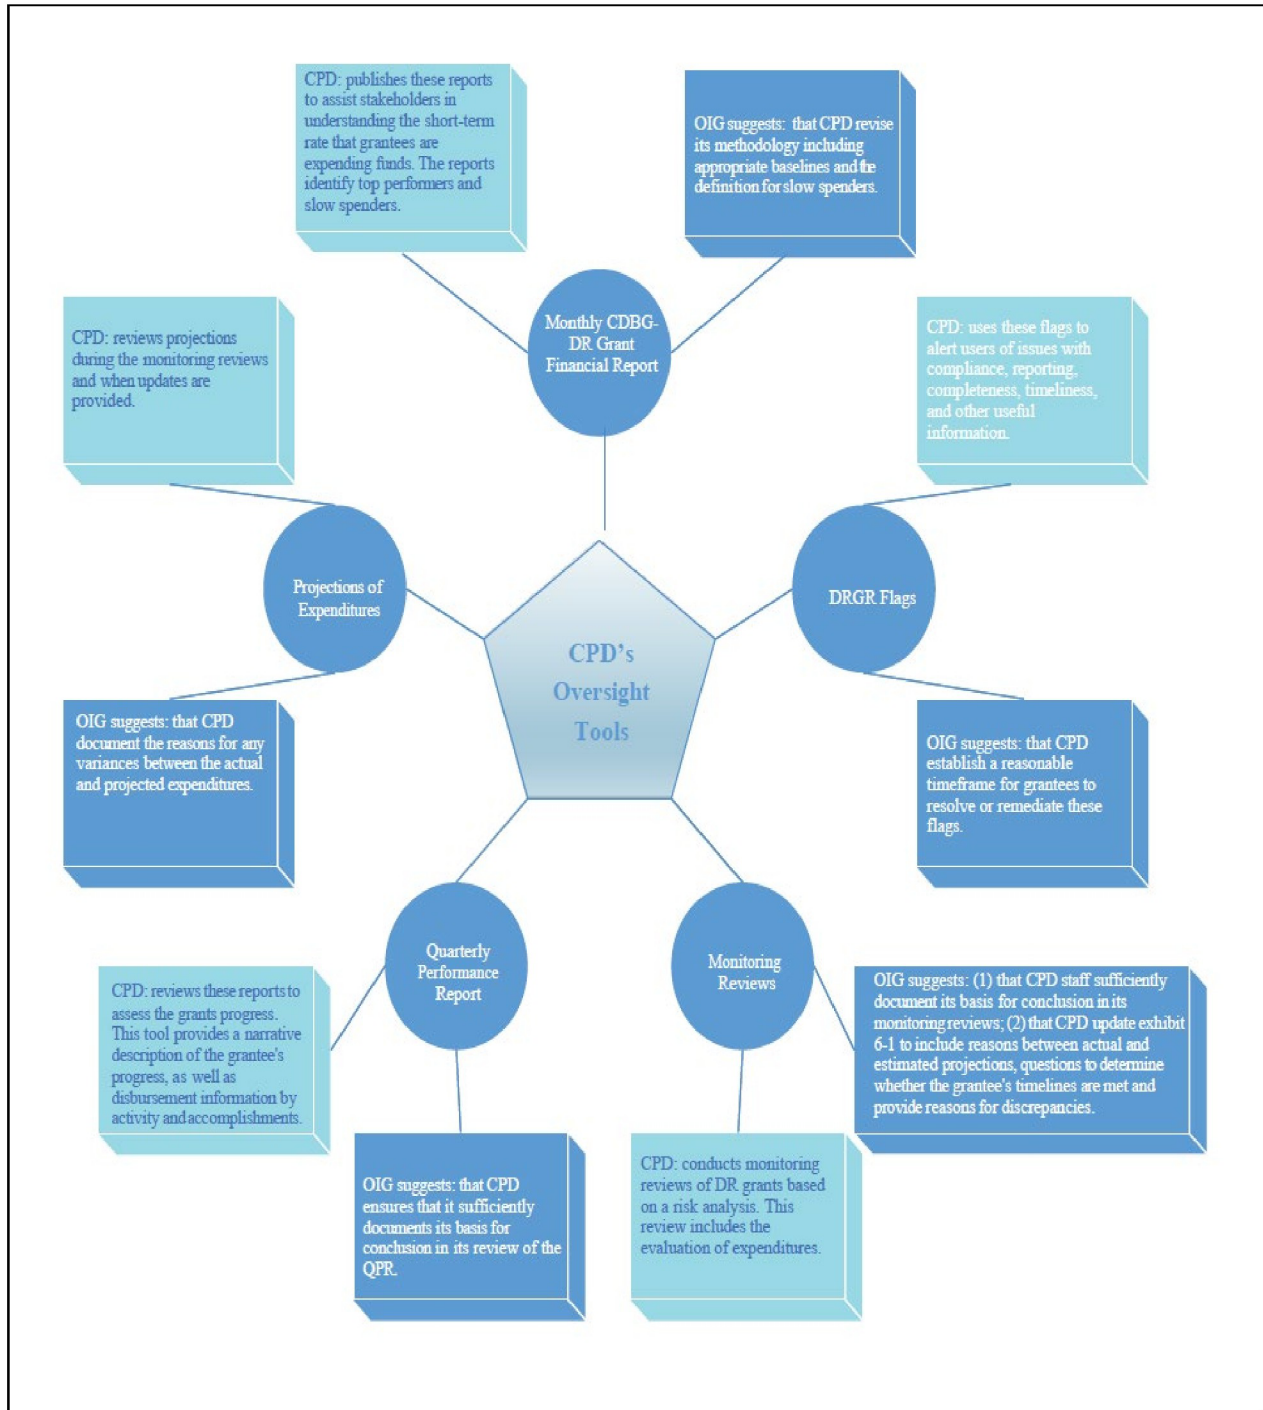 CPD: publishes these reports
to assist stakeholders in
understanding the short-term
rate that grantees are
expending funds. The reports
identify top performers and
slow spenders.
OIG suggests: that CPD revise
its methodology including
appropriate baselines and the
definition for slow spenders.
Monthly CDBG-
DR Grant
Financial Report
CPD: reviews projections
during the monitoring reviews
and when updates are
provided.
CPD: uses these flags to
alert users of issues with
compliance, reporting,
completeness, timeliness,
and other useful
information.
Projections of
Expenditures
DRGR Flags
CPD's
Oversight
Tools
OIG suggests: that CPD
document the reasons for any
variances between the actual
and projected expenditures.
OIG suggests: that CPD
establish a reasonable
timeframe for grantees to
resolve or remediate these
flags.
Quarterly
Performance
Report
Monitoring
Reviews
CPD: reviews these reports to
assess the grants progress.
This tool provides a narrative
description of the grantee's
progress, as well as
disbursement information by
activity and accomplishments.
OIG suggests: (1) that CPD staff sufficiently
document its basis for conclusion in its
monitoring reviews; (2) that CPD update exhibit
6-1 to include reasons between actual and
estimated projections, questions to determine
whether the grantee's timelines are met and
provide reasons for discrepancies.
OIG suggests: that CPD
ensures that it sufficiently
documents its basis for
conclusion in its review of the
QPR.
CPD: conducts monitoring
reviews of DR grants based
on a risk analysis. This
review includes the
evaluation of expenditures.